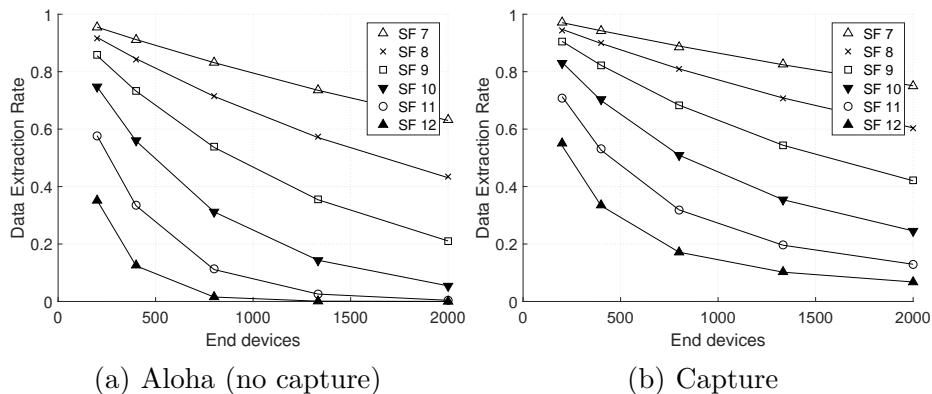 1
0.8
0.6
0.4
0.2
0
Data Extraction Rate
0 500 1000 1500 2000
End devices
SF 7
SF 8
SF 9
SF 10
SF 11
SF 12
(a) Aloha (no capture)
1
0.8
0.6
0.4
0.2
0
Data Extraction Rate
0 500 1000 1500 2000
End devices
SF 7
SF 8
SF 9
SF 10
SF 11
SF 12
(b) Capture